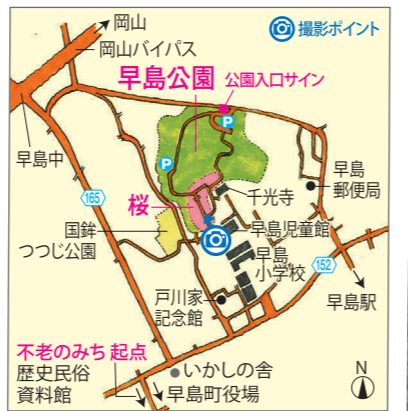 岡山
岡山バイパス
撮影ポイント
早島公園
公園入口サイン
P
P
早島中
165
桜
千光寺
早島
郵便局
国鉾
つつじ公園
早島児童館
早島
小学校
152
戸川家
記念館
早島駅
不老のみち 起点
歴史民俗
資料館
いかしの舎
早島町役場
N